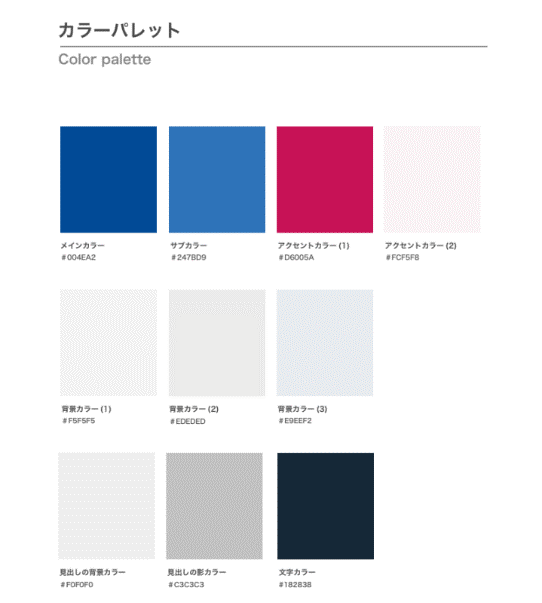 カラーパレット
Color palette
メインカラー
#004EA2
サブカラー
#247BD9
アクセントカラー (1)
#D6005A
アクセントカラー (2)
#FCF5F8
背景カラー (1)
#F5F5F5
背景カラー (2)
#EDEDED
背景カラー (3)
#E9EEF2
見出しの背景カラー
#F0F0F0
見出しの影カラー
#C3C3C3
文字カラー
#182838